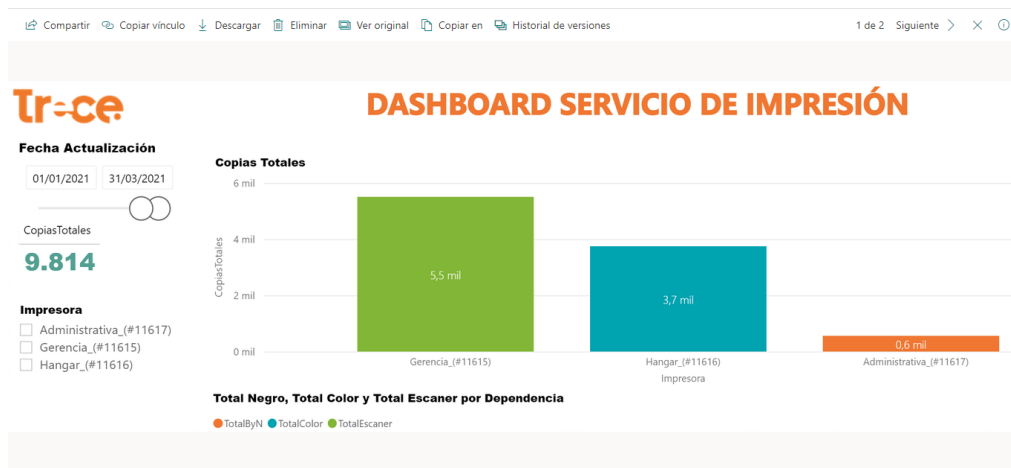 Compartir Copiar vínculo Descargar Eliminar Ver original Copiar en Historial de versiones 1 de 2 Siguiente
Trece
DASHBOARD SERVICIO DE IMPRESIÓN
Fecha Actualización
01/01/2021 31/03/2021
CopiasTotales
9.814
Impresora
Administrativa_(#11617)
Gerencia_(#11615)
Hangar_(#11616)
Copias Totales
6 mil
4 mil
2 mil
0 mil
CopiasTotales
5,5 mil
3,7 mil
0,6 mil
Gerencia_(#11615) Hangar_(#11616) Administrativa_(#11617)
Impresora
Total Negro, Total Color y Total Escaner por Dependencia
TotalByN TotalColor TotalEscaner